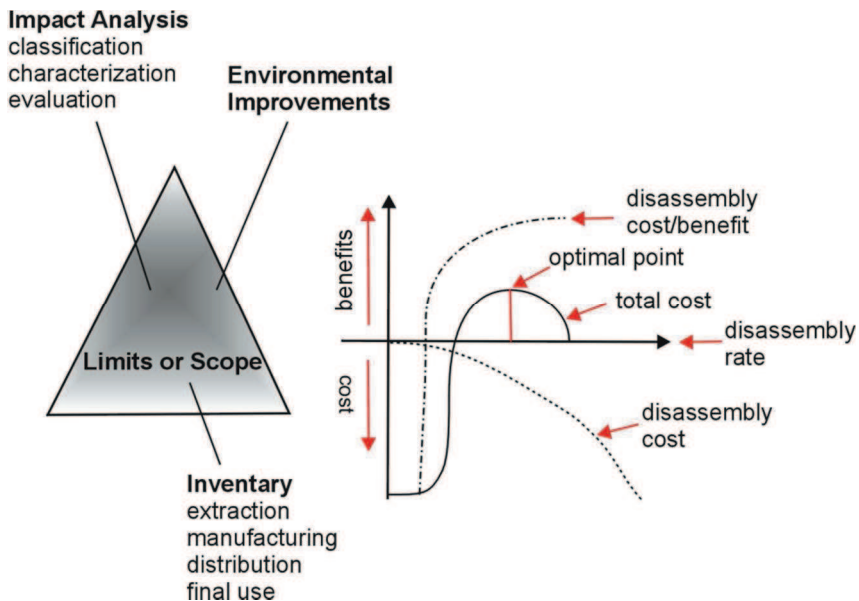 Impact Analysis
classification
characterization
evaluation
Environmental
Improvements
Limits or Scope
Inventary
extraction
manufacturing
distribution
final use
benefits
cost
disassembly
cost/benefit
optimal point
total cost
disassembly
rate
disassembly
cost